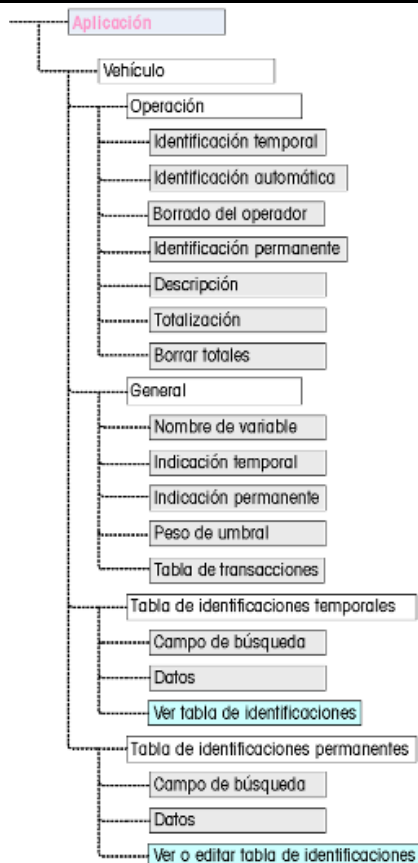 Aplicación
Vehículo
Operación
Identificación temporal
Identificación automática
Borrado del operador
Identificación permanente
Descripción
Totalización
Borrar totales
General
Nombre de variable
Indicación temporal
Indicación permanente
Peso de umbral
Tabla de transacciones
Tabla de identificaciones temporales
Campo de búsqueda
Datos
Ver tabla de identificaciones
Tabla de identificaciones permanentes
Campo de búsqueda
Datos
Ver o editar tabla de identificaciones